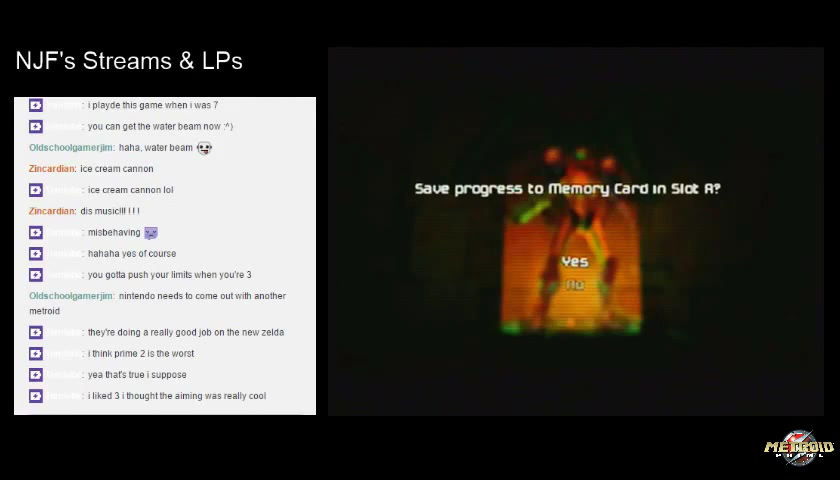 NJF's Streams & LPs
: i playde this game when i was 7
: you can get the water beam now :^)
Oldschoolgamerjim: haha, water beam
Zincardian: ice cream cannon
: ice cream cannon lol
Zincardian: dis music!!! ! ! !
: misbehaving
: hahaha yes of course
: you gotta push your limits when you're 3
Oldschoolgamerjim: nintendo needs to come out with another
metroid
: they're doing a really good job on the new zelda
: i think prime 2 is the worst
: yea that's true i suppose
: i liked 3 i thought the aiming was really cool
Save progress to Memory Card in Slot A?
Yes
No
METROID
PRIME